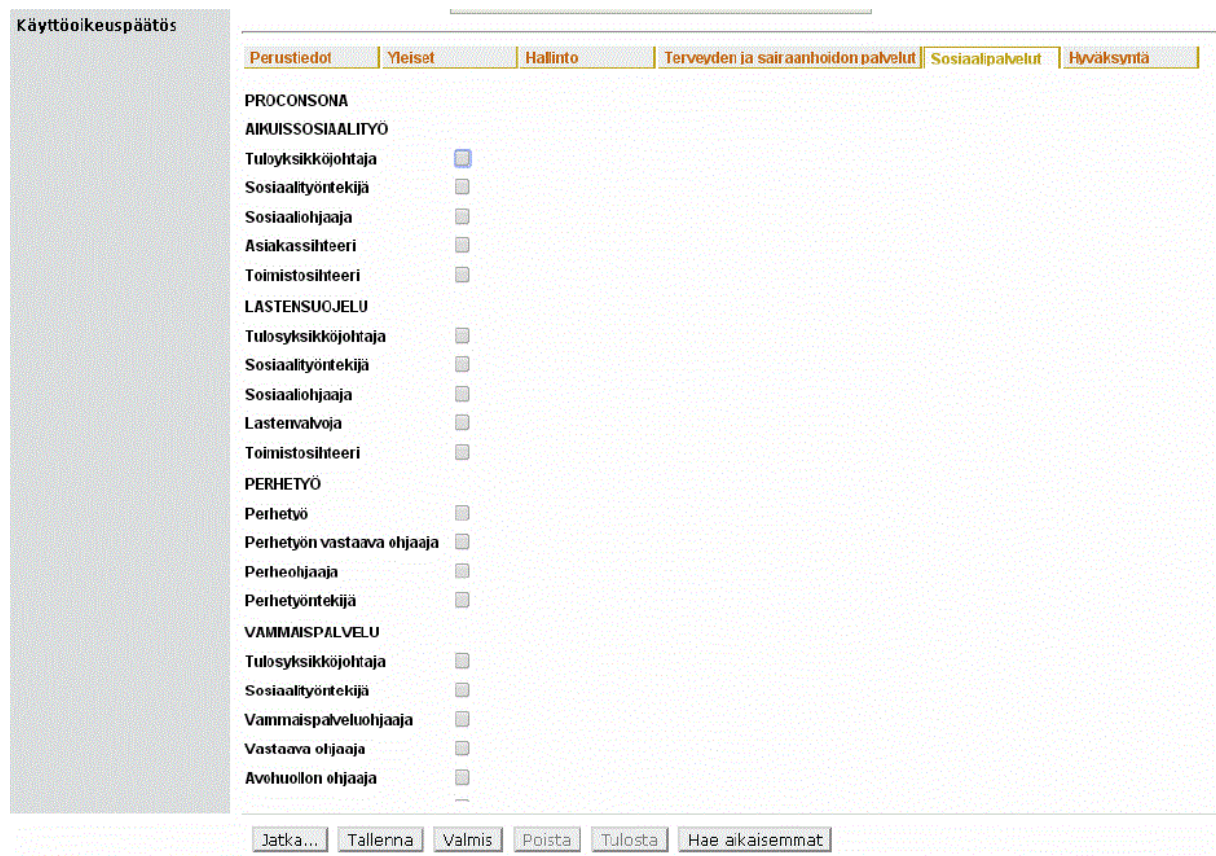 Käyttöoikeuspäätös
Perustiedot Yleiset Hallinto Terveyden ja sairaanhoidon palvelut Sosiaalipalvelut Hyväksyntä
PROCONSONA
AIKUISSOSIAALITYÖ
Tuloyksikköjohtaja
Sosiaalityöntekijä
Sosiaaliohjaaja
Asiakassihteeri
Toimistosihteeri
LASTENSUOJELU
Tulosyksikköjohtaja
Sosiaalityöntekijä
Sosiaaliohjaaja
Lastenvalvoja
Toimistosihteeri
PERHETYÖ
Perhetyö
Perhetyön vastaava ohjaaja
Perheohjaaja
Perhetyöntekijä
VAMMAISPALVELU
Tulosyksikköjohtaja
Sosiaalityöntekijä
Vammaispalveluohjaaja
Vastaava ohjaaja
Avohuollon ohjaaja
Jatka... Tallenna Valmis Poista Tulosta Hae aikaisemmat